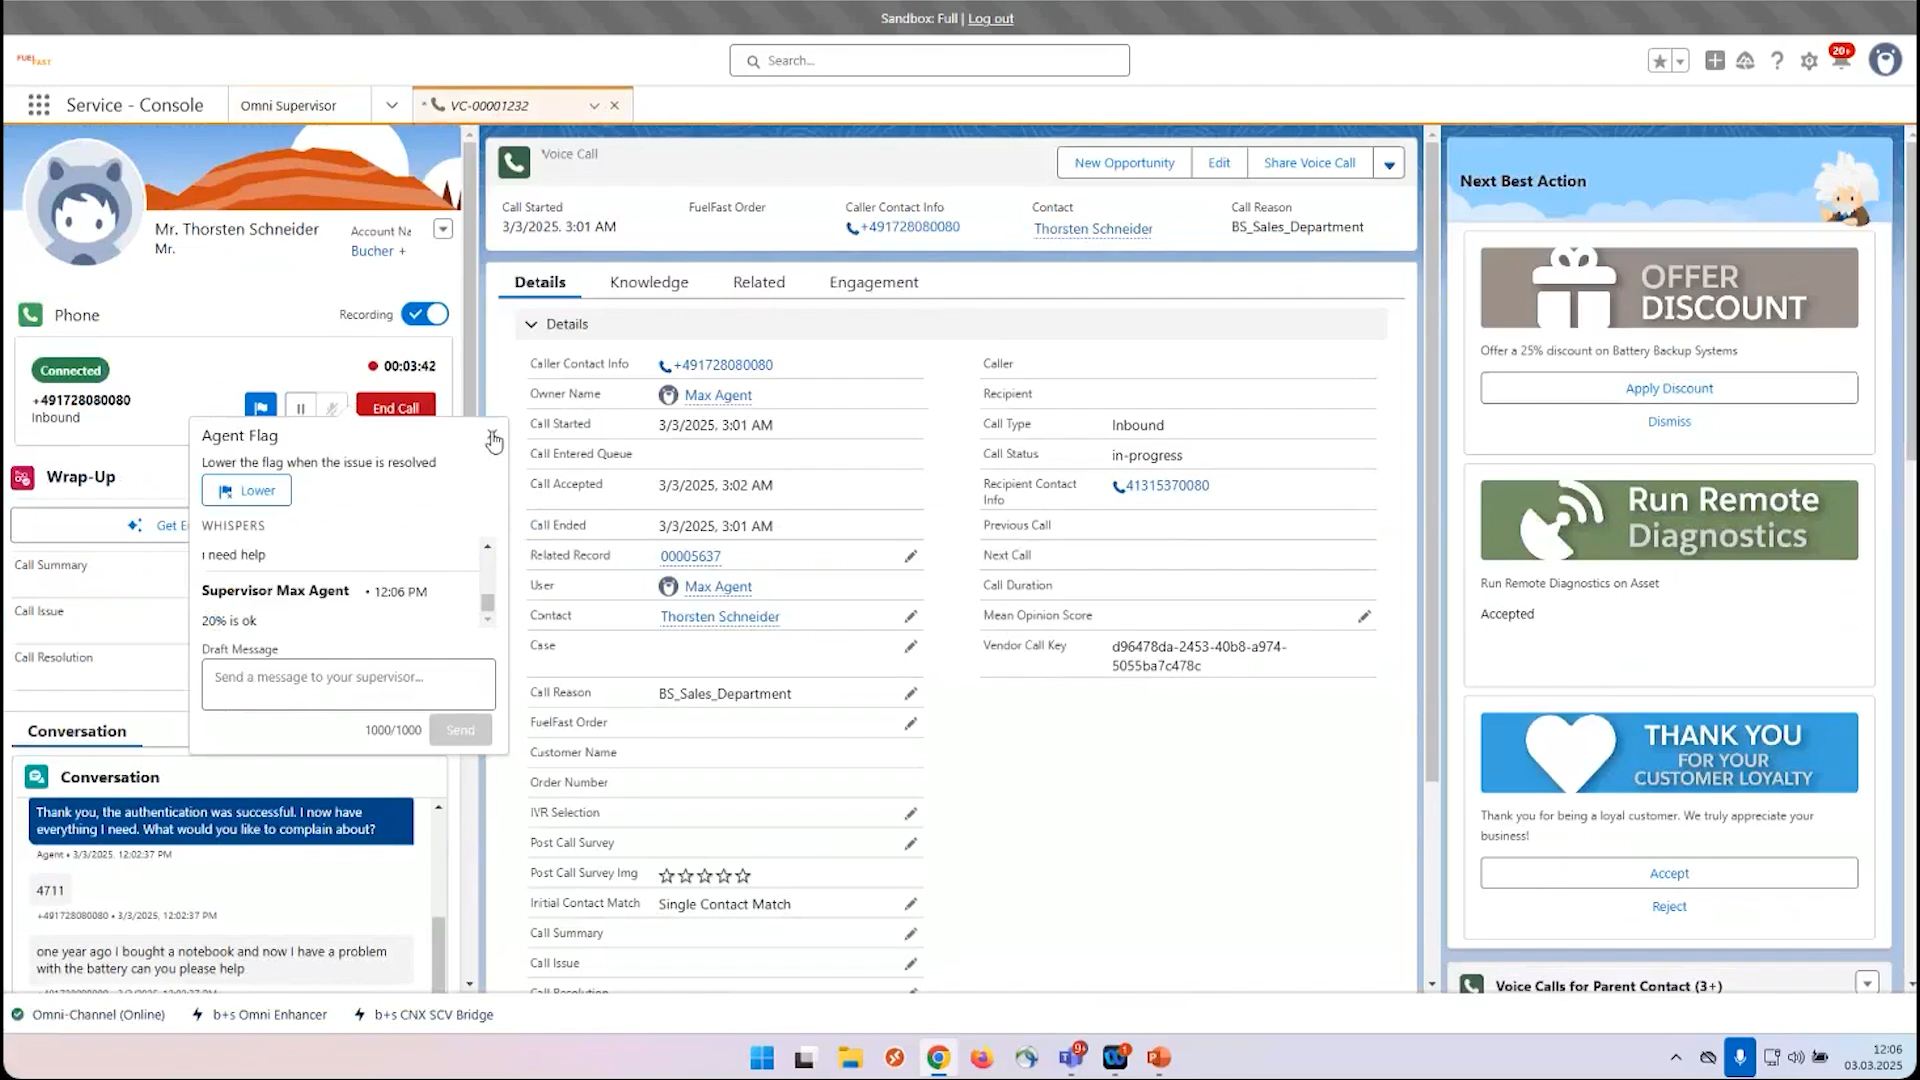 Sandbox: Full | Log out
FUELFAST
Search...
20+
Service - Console
Omni Supervisor
* VC-00001232
Mr. Thorsten Schneider
Mr.
Account Na
Bucher +
Phone
Recording
Connected
00:03:42
+491728080080
Inbound
End Call
Agent Flag
Lower the flag when the issue is resolved
Lower
WHISPERS
I need help
Supervisor Max Agent • 12:06 PM
20% is ok
Draft Message
Send a message to your supervisor...
1000/1000
Send
Wrap-Up
Get E
Call Summary
Call Issue
Call Resolution
Conversation
Conversation
Thank you, the authentication was successful. I now have
everything I need. What would you like to complain about?
Agent • 3/3/2025, 12:02:37 PM
4711
+491728080080 • 3/3/2025, 12:02:37 PM
one year ago I bought a notebook and now I have a problem
with the battery can you please help
+491728080080 • 3/3/2025, 12:02:37 PM
Voice Call
New Opportunity
Edit
Share Voice Call
Call Started
3/3/2025, 3:01 AM
FuelFast Order
Caller Contact Info
+491728080080
Contact
Thorsten Schneider
Call Reason
BS_Sales_Department
Details
Knowledge
Related
Engagement
Details
Caller Contact Info +491728080080
Owner Name Max Agent
Call Started 3/3/2025, 3:01 AM
Call Entered Queue
Call Accepted 3/3/2025, 3:02 AM
Call Ended 3/3/2025, 3:01 AM
Related Record 00005637
User Max Agent
Contact Thorsten Schneider
Case
Call Reason BS_Sales_Department
FuelFast Order
Customer Name
Order Number
IVR Selection
Post Call Survey
Post Call Survey Img
Initial Contact Match Single Contact Match
Call Summary
Call Issue
Call Resolution
Caller
Recipient
Call Type Inbound
Call Status in-progress
Recipient Contact
Info
41315370080
Previous Call
Next Call
Call Duration
Mean Opinion Score
Vendor Call Key d96478da-2453-40b8-a974-
5055ba7c478c
Next Best Action
OFFER
DISCOUNT
Offer a 25% discount on Battery Backup Systems
Apply Discount
Dismiss
Run Remote
Diagnostics
Run Remote Diagnostics on Asset
Accepted
THANK YOU
FOR YOUR
CUSTOMER LOYALTY
Thank you for being a loyal customer. We truly appreciate your
business!
Accept
Reject
Voice Calls for Parent Contact (3+)
Omni-Channel (Online)
b+s Omni Enhancer
b+s CNX SCV Bridge
9+
1
12:06
03.03.2025